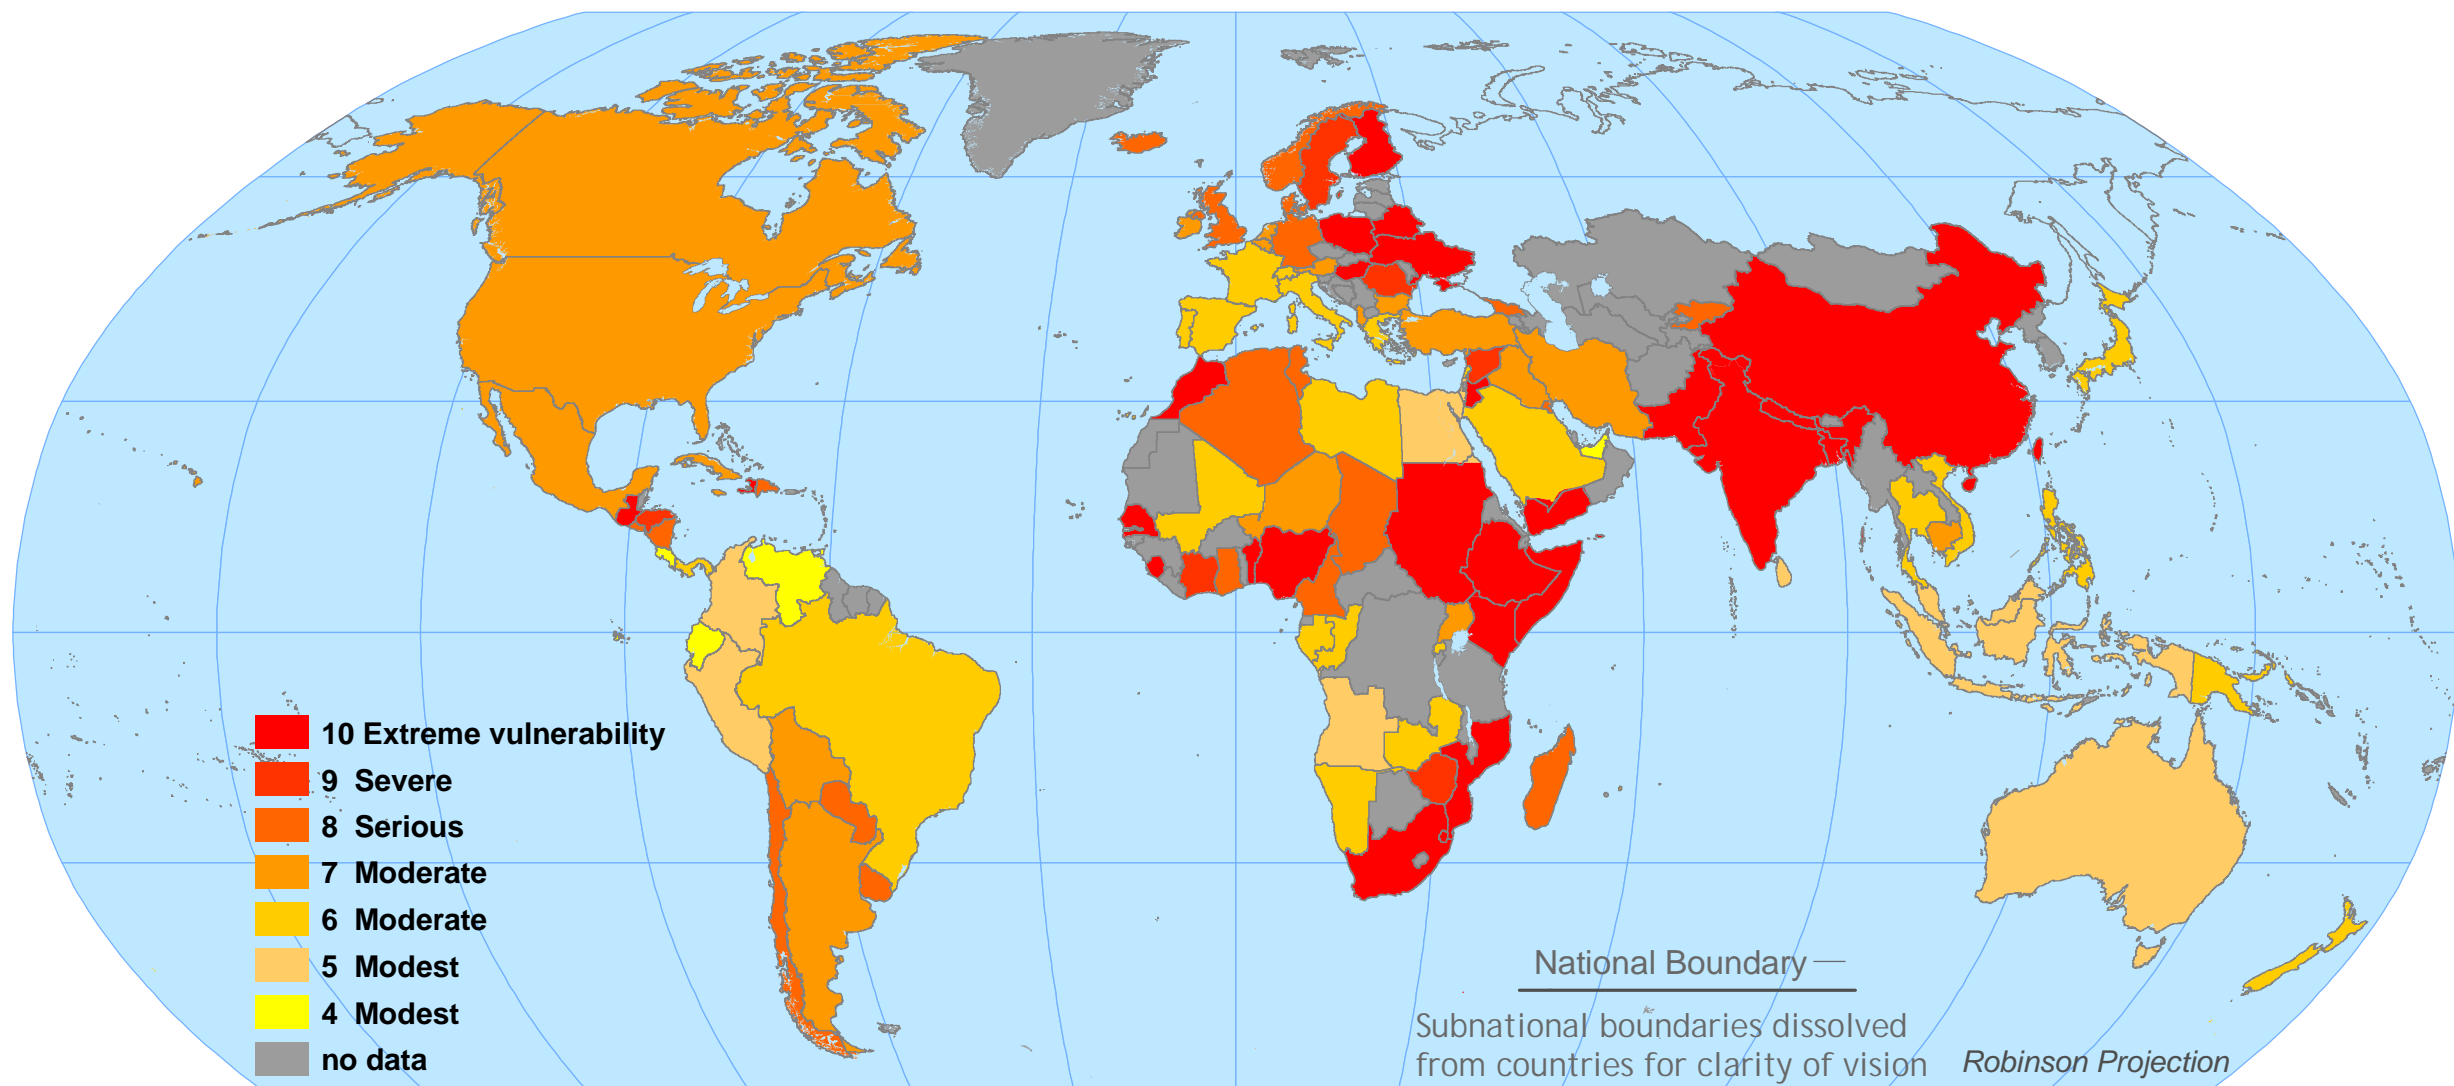 10 Extreme vulnerability
9 Severe
8 Serious
7 Moderate
6 Moderate
5 Modest
4 Modest
no data
National Boundary
Subnational boundaries dissolved
from countries for clarity of vision
Robinson Projection